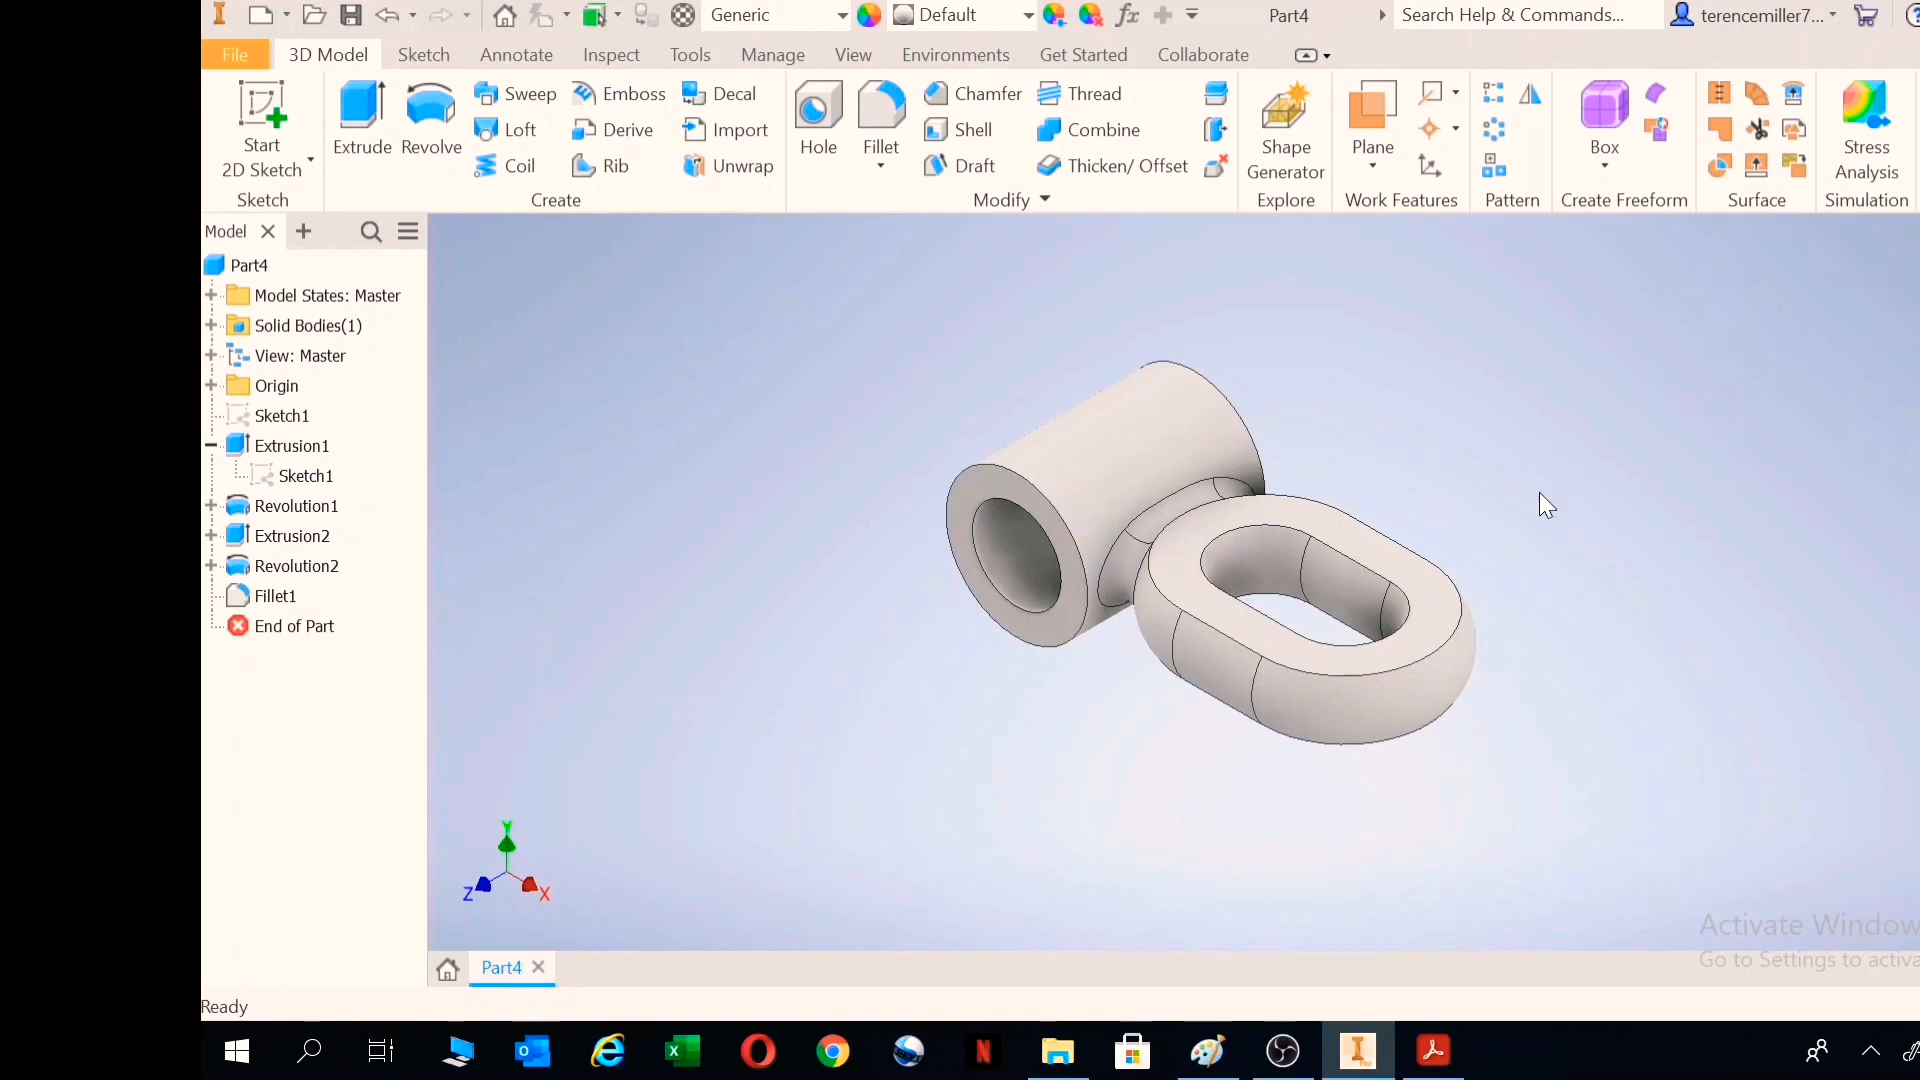 Generic
Default
fx
Part4
Search Help & Commands...
terencemiller7...
File
3D Model
Sketch
Annotate
Inspect
Tools
Manage
View
Environments
Get Started
Collaborate
Start
2D Sketch
Extrude
Revolve
Sweep
Loft
Coil
Emboss
Derive
Rib
Decal
Import
Unwrap
Hole
Fillet
Chamfer
Shell
Draft
Thread
Combine
Thicken/ Offset
Shape
Generator
Plane
Box
Stress
Analysis
Sketch
Create
Modify
Explore
Work Features
Pattern
Create Freeform
Surface
Simulation
Model
Part4
Model States: Master
Solid Bodies(1)
View: Master
Origin
Sketch1
Extrusion1
Sketch1
Revolution1
Extrusion2
Revolution2
Fillet1
End of Part
Y
Z
X
Activate Window
Go to Settings to activa
Part4
Ready